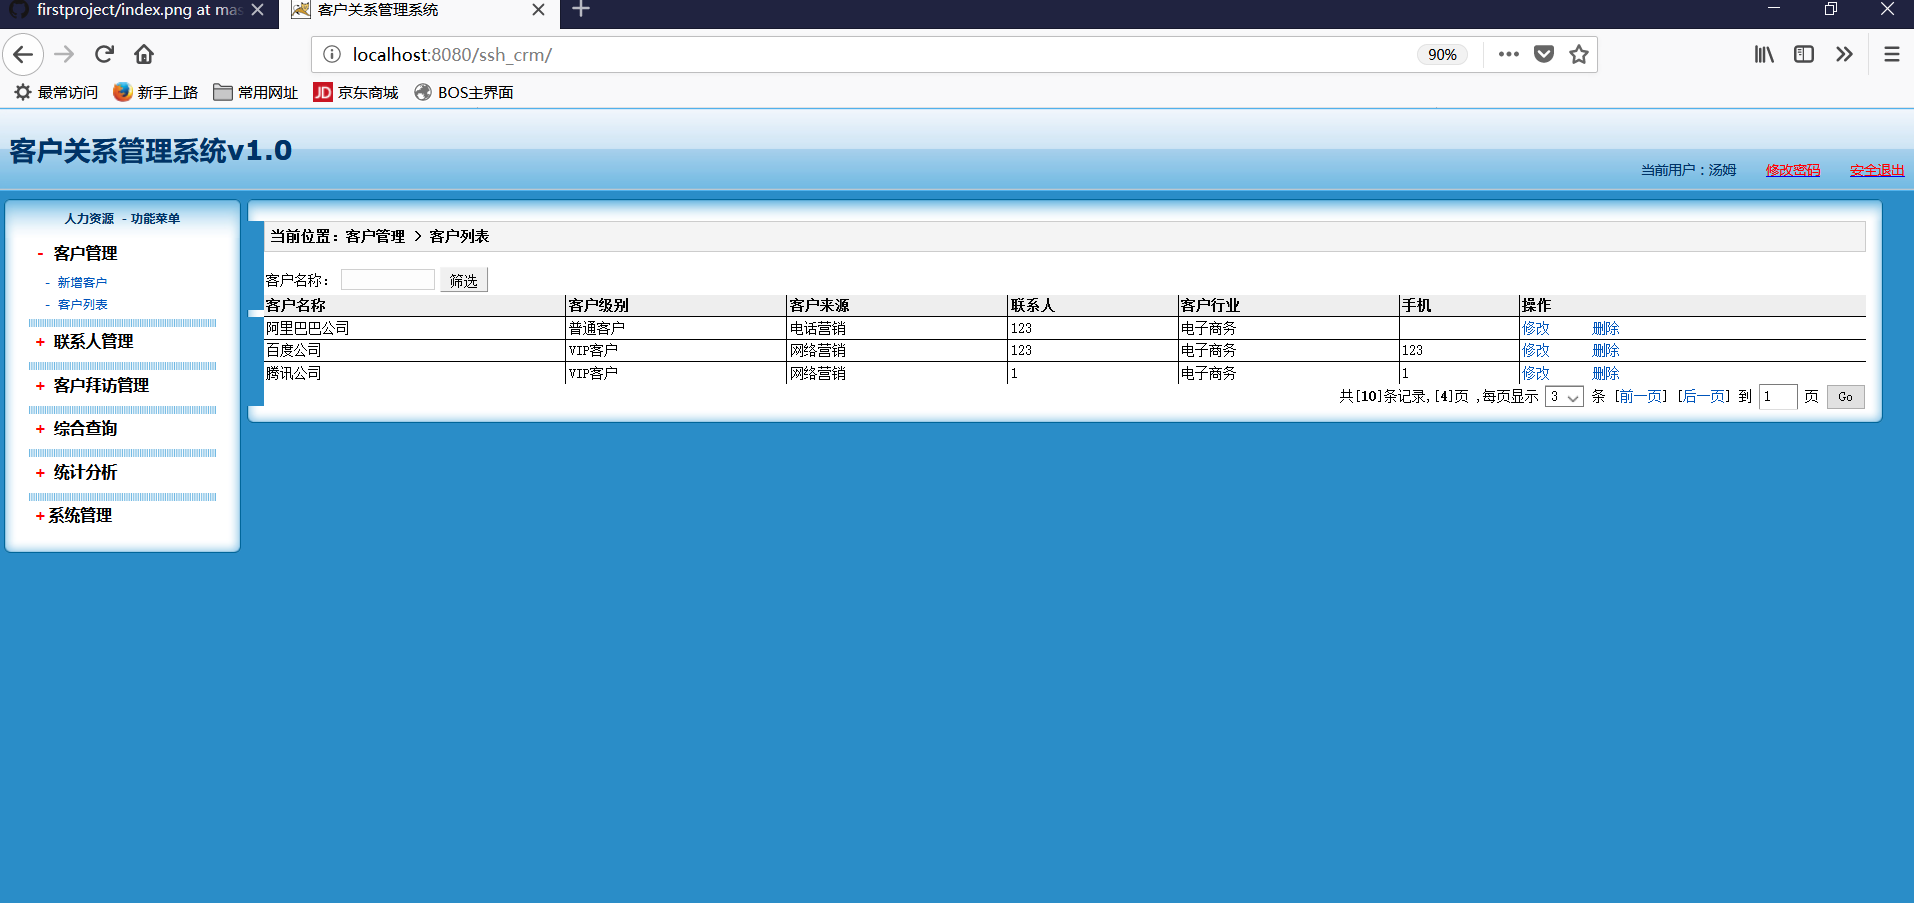 firstproject/index.png at mas
客户关系管理系统
localhost:8080/ssh_crm/
90%
最常访问 新手上路 常用网址 JD 京东商城 BOS主界面
客户关系管理系统v1.0
当前用户：汤姆 修改密码 安全退出
人力资源 - 功能菜单
- 客户管理
- 新增客户
- 客户列表
+ 联系人管理
+ 客户拜访管理
+ 综合查询
+ 统计分析
+ 系统管理
当前位置：客户管理 > 客户列表
客户名称： 筛选
客户名称 客户级别 客户来源 联系人 客户行业 手机 操作
阿里巴巴公司 普通客户 电话营销 123 电子商务 修改 删除
百度公司 VIP客户 网络营销 123 电子商务 123 修改 删除
腾讯公司 VIP客户 网络营销 1 电子商务 1 修改 删除
共[10]条记录,[4]页 ,每页显示 3 条 [前一页] [后一页] 到 1 页 Go